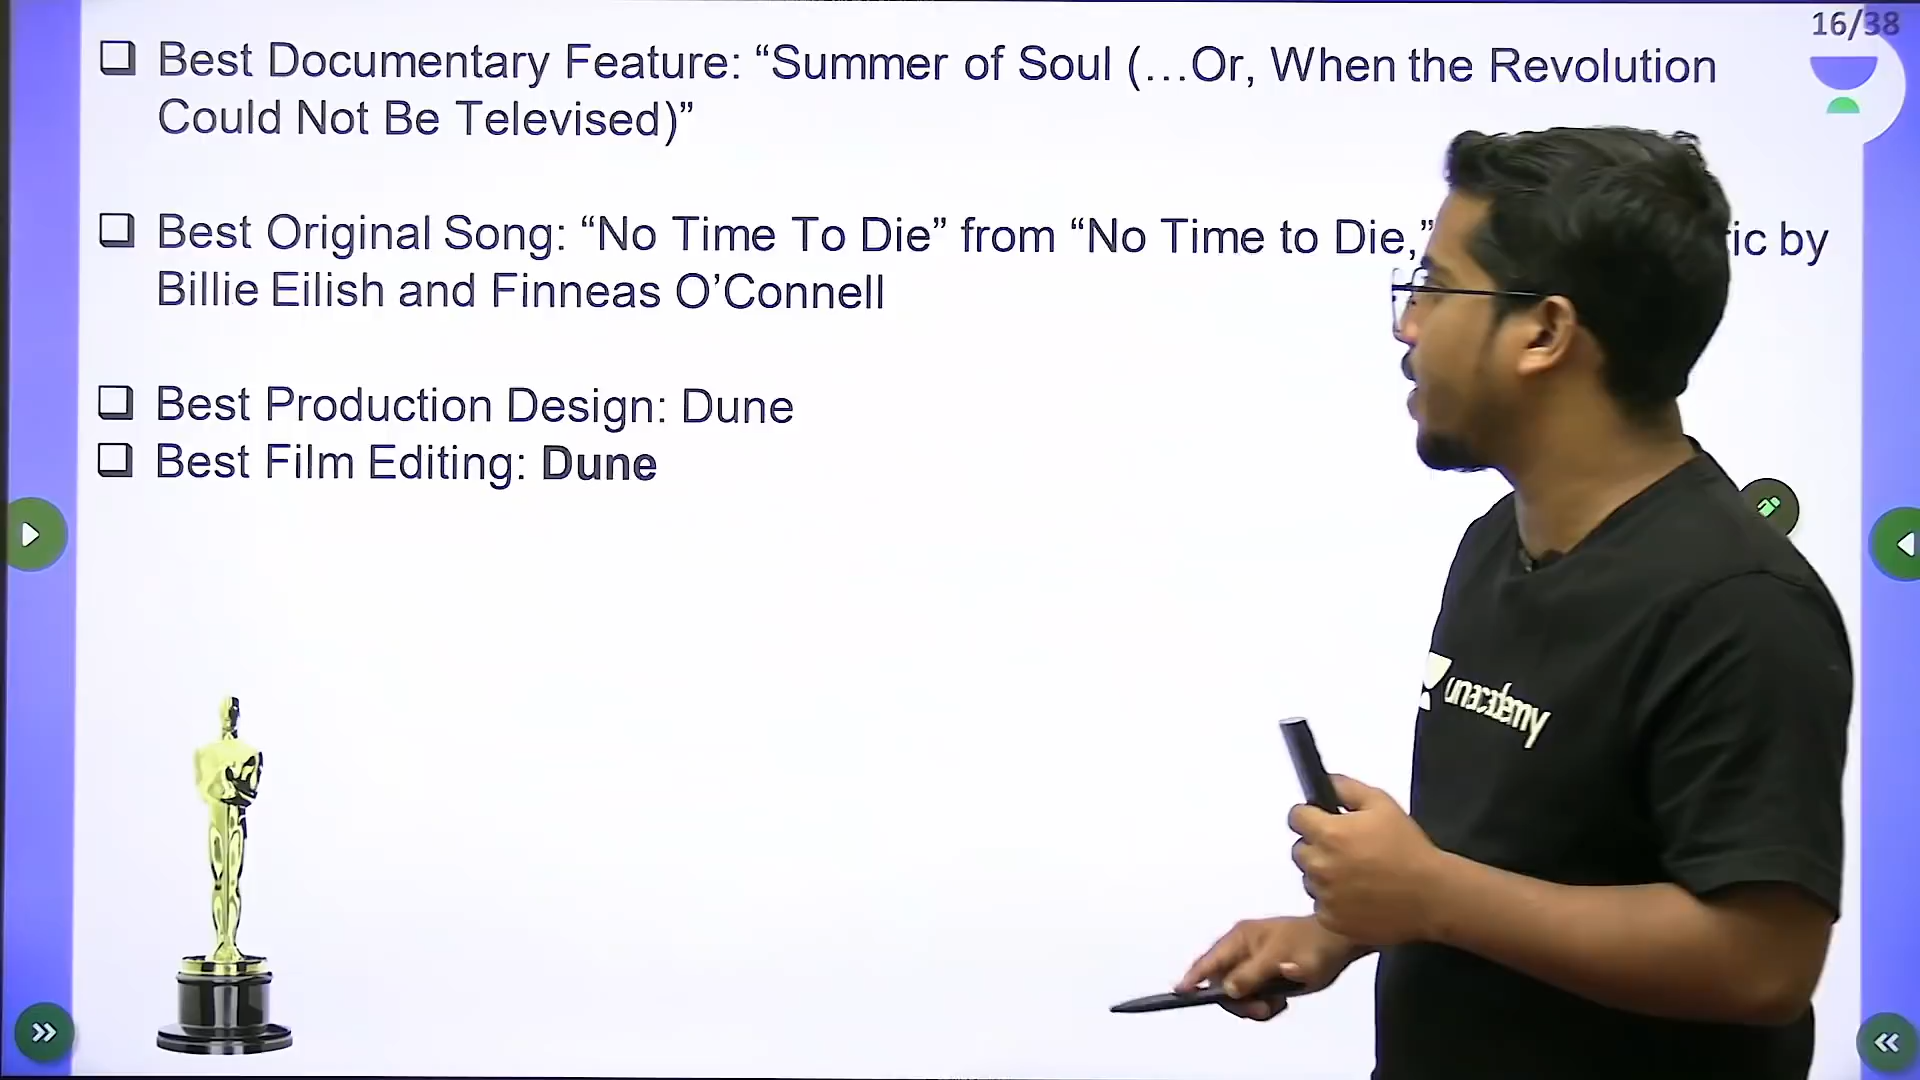 16/38
❑ Best Documentary Feature: “Summer of Soul (…Or, When the Revolution
Could Not Be Televised)”
❑ Best Original Song: “No Time To Die” from “No Time to Die,” by
Billie Eilish and Finneas O’Connell
❑ Best Production Design: Dune
❑ Best Film Editing: Dune
unacademy